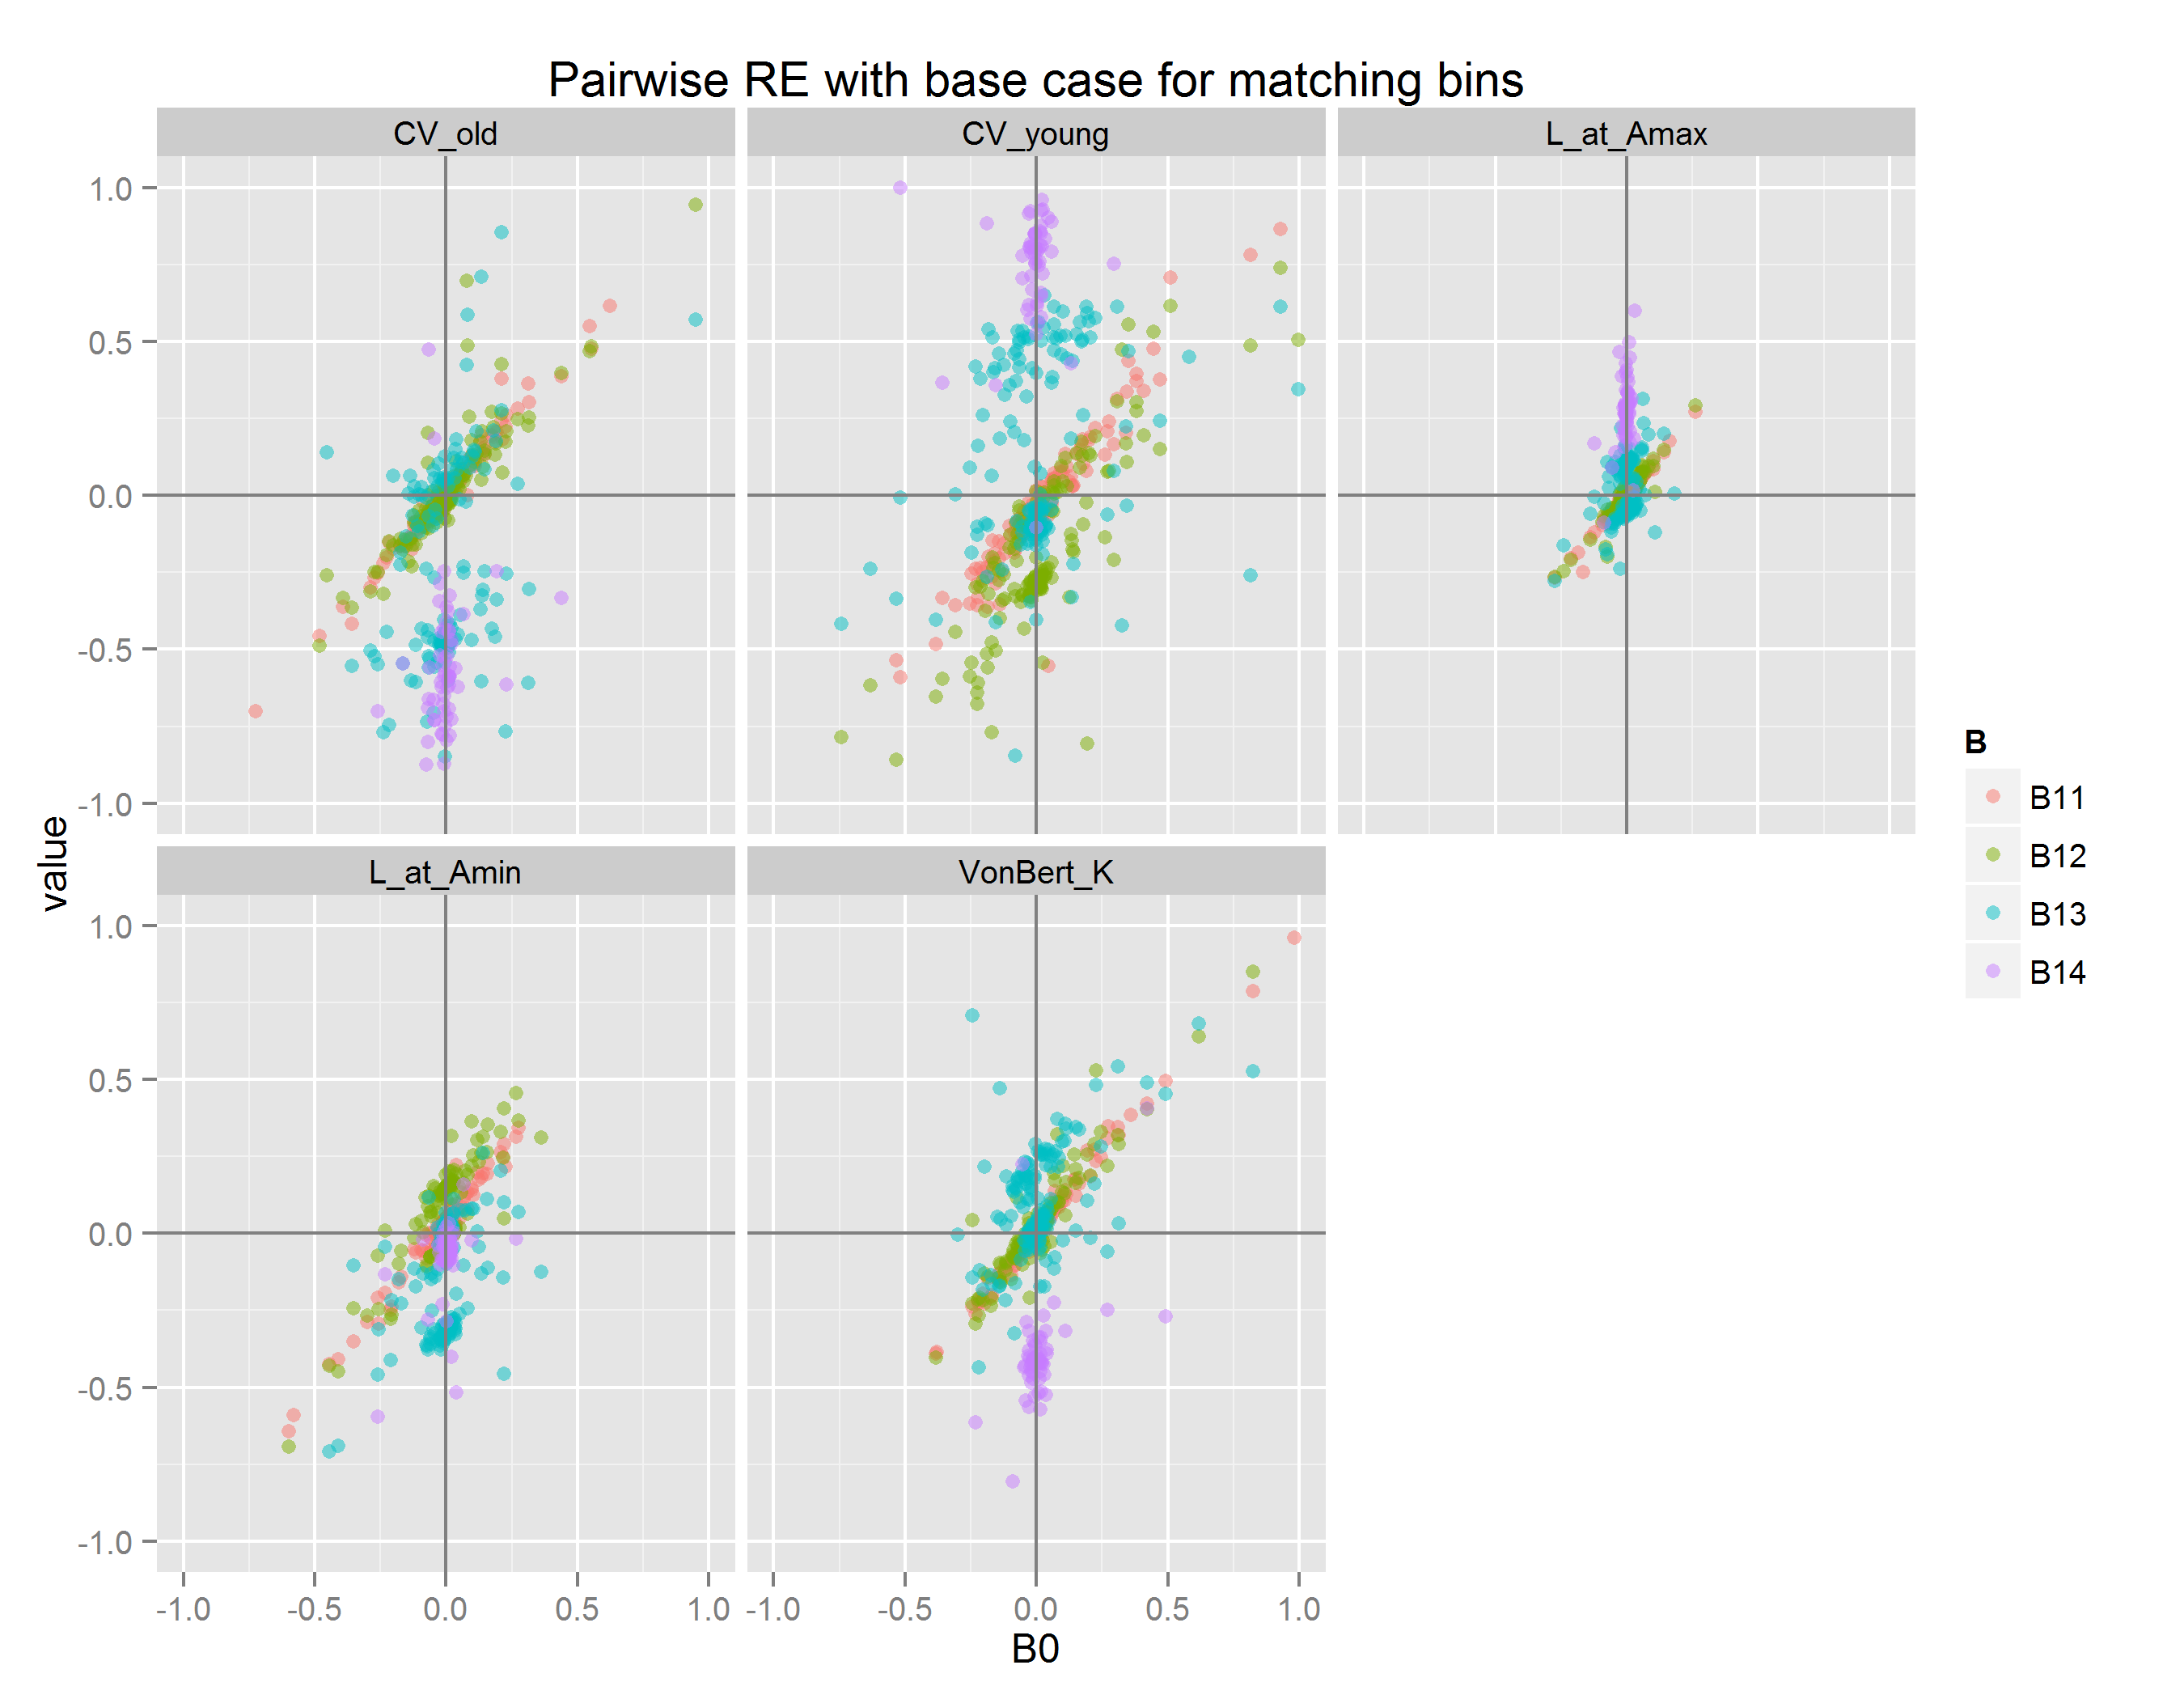 Pairwise RE with base case for matching bins
CV_old
CV_young
L_at_Amax
1.0
0.5
0.0
-0.5
-1.0
value
L_at_Amin
VonBert_K
1.0
0.5
0.0
-0.5
-1.0
-1.0 -0.5 0.0 0.5 1.0
-1.0 -0.5 0.0 0.5 1.0
B0
B
B11
B12
B13
B14